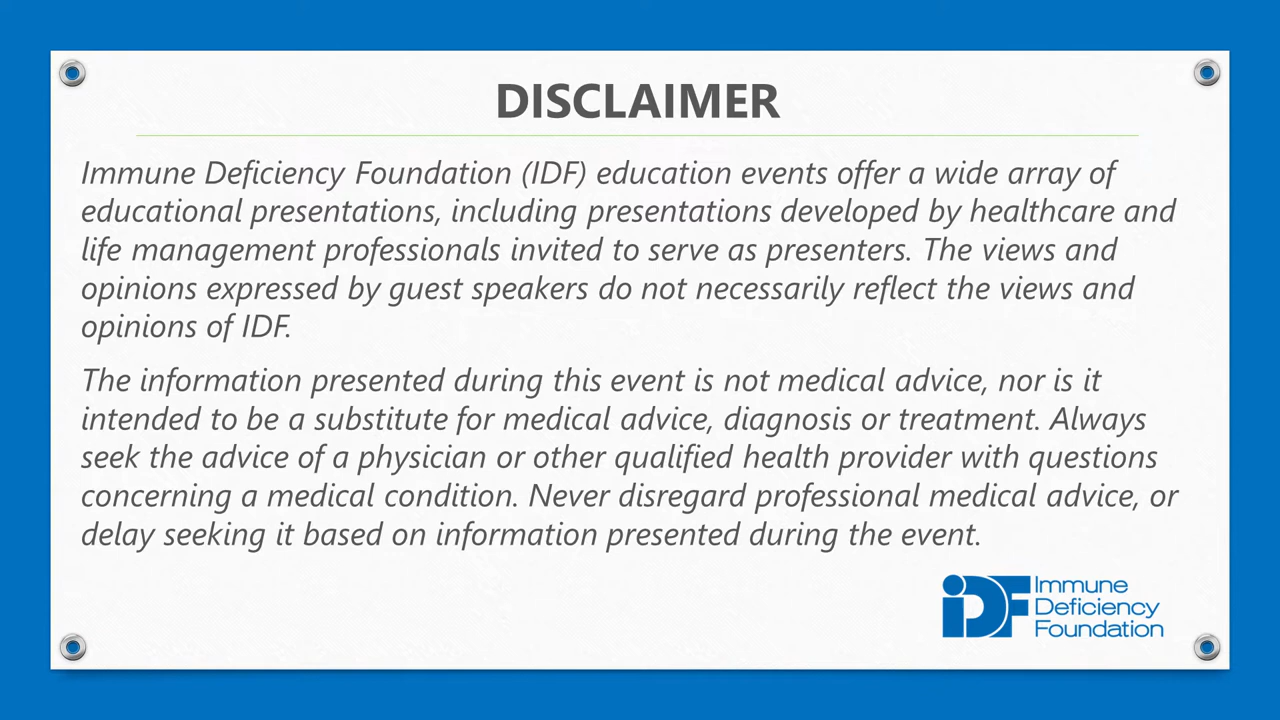 DISCLAIMER
Immune Deficiency Foundation (IDF) education events offer a wide array of
educational presentations, including presentations developed by healthcare and
life management professionals invited to serve as presenters. The views and
opinions expressed by guest speakers do not necessarily reflect the views and
opinions of IDF.
The information presented during this event is not medical advice, nor is it
intended to be a substitute for medical advice, diagnosis or treatment. Always
seek the advice of a physician or other qualified health provider with questions
concerning a medical condition. Never disregard professional medical advice, or
delay seeking it based on information presented during the event.
iDF Immune
Deficiency
Foundation